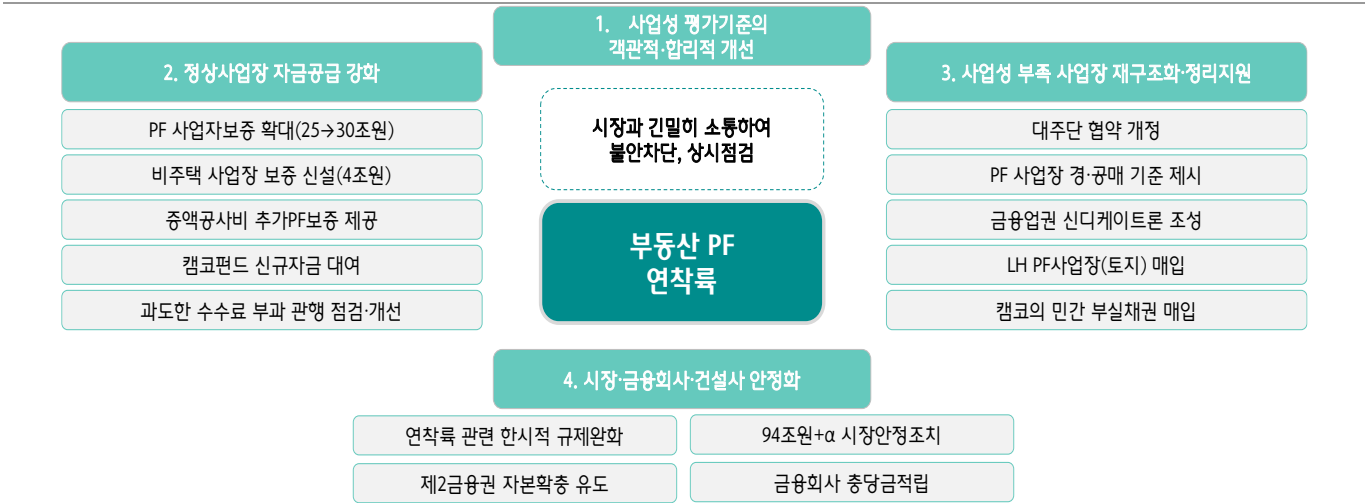 1. 사업성 평가기준의
객관적·합리적 개선
2. 정상사업장 자금공급 강화
PF 사업자보증 확대(25→30조원)
비주택 사업장 보증 신설(4조원)
증액공사비 추가PF보증 제공
캠코펀드 신규자금 대여
과도한 수수료 부과 관행 점검·개선
시장과 긴밀히 소통하여
불안차단, 상시점검
부동산 PF
연착륙
3. 사업성 부족 사업장 재구조화·정리지원
대주단 협약 개정
PF 사업장 경·공매 기준 제시
금융업권 신디케이트론 조성
LH PF사업장(토지) 매입
캠코의 민간 부실채권 매입
4. 시장·금융회사·건설사 안정화
연착륙 관련 한시적 규제완화
94조원+α 시장안정조치
제2금융권 자본확충 유도
금융회사 충당금적립